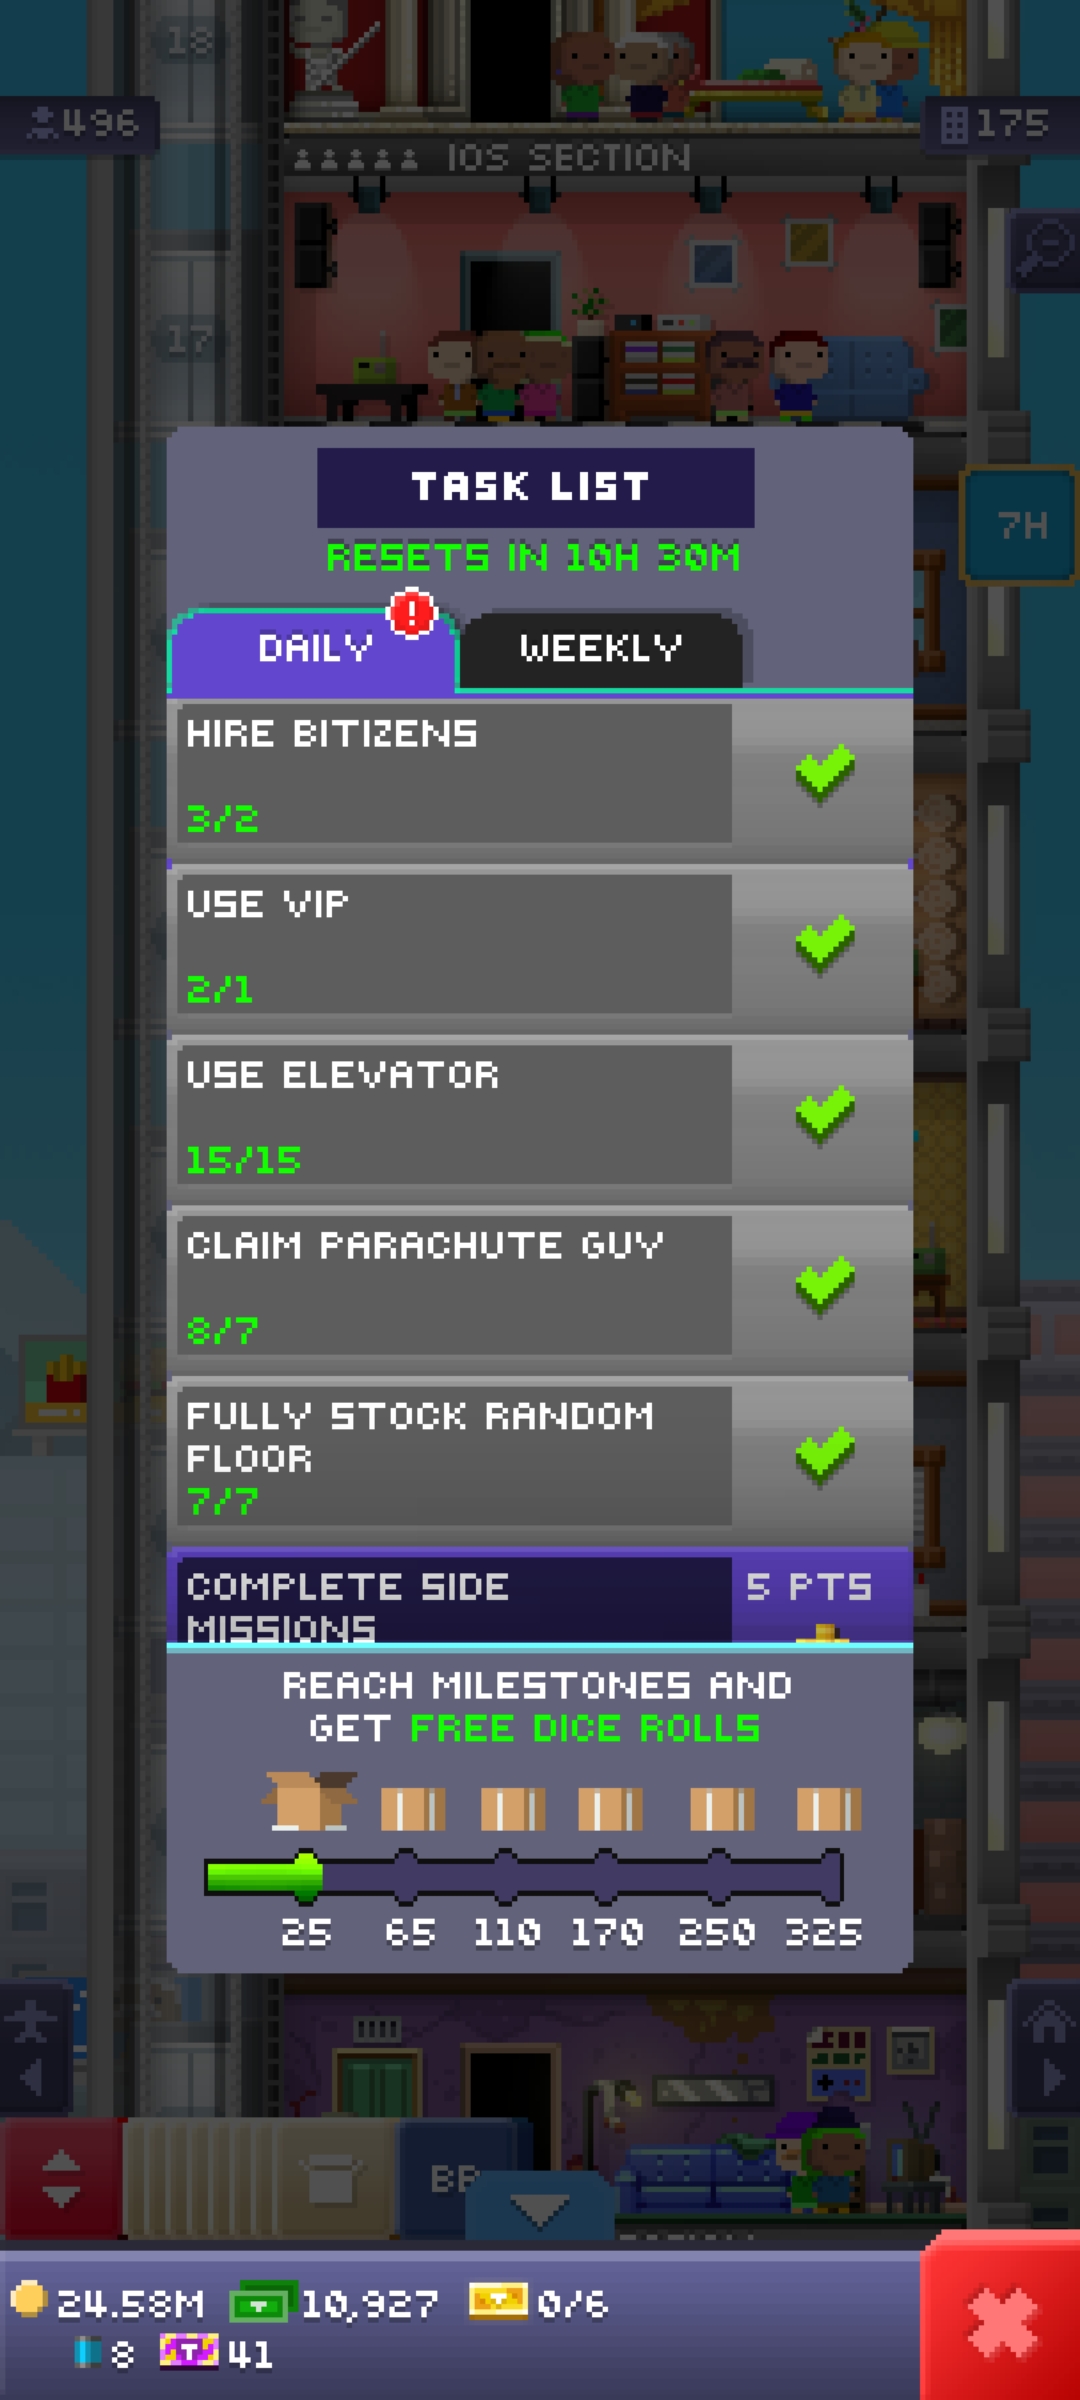 18
496
175
IOS SECTION
17
TASK LIST
7H
RESETS IN 10H 30M
DAILY
WEEKLY
HIRE BITIZENS
3/2
USE VIP
2/1
USE ELEVATOR
15/15
CLAIM PARACHUTE GUY
8/7
FULLY STOCK RANDOM
FLOOR
7/7
COMPLETE SIDE
MISSIONS
5 PTS
REACH MILESTONES AND
GET FREE DICE ROLLS
25 65 110 170 250 325
24.58M 10,927 0/6
8 41